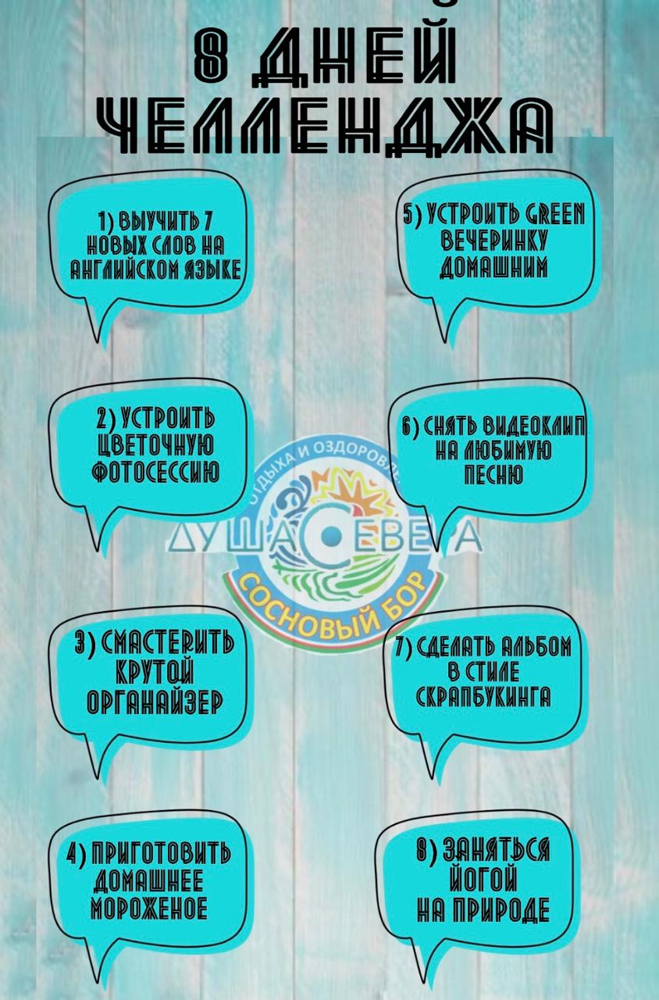 8 ДНЕЙ
ЧЕЛЛЕНДЖА
1) ВЫУЧИТЬ 7
НОВЫХ СЛОВ НА
АНГЛИЙСКОМ ЯЗЫКЕ
2) УСТРОИТЬ
ЦВЕТОЧНУЮ
ФОТОСЕССИЮ
3) СМАСТЕРИТЬ
КРУТОЙ
ОРГАНАЙЗЕР
4) ПРИГОТОВИТЬ
ДОМАШНЕЕ
МОРОЖЕНОЕ
5) УСТРОИТЬ GREEN
ВЕЧЕРИНКУ
ДОМАШНИМ
6) СНЯТЬ ВИДЕОКЛИП
НА ЛЮБИМУЮ
ПЕСНЮ
7) СДЕЛАТЬ АЛЬБОМ
В СТИЛЕ
СКРАПБУКИНГА
8) ЗАНЯТЬСЯ
ЙОГОЙ
НА ПРИРОДЕ
ОТДЫХА И
ДУША СЕВЕРА
СОСНОВЫЙ БОР